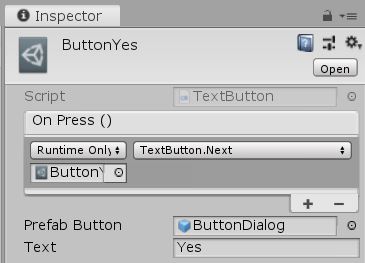 Inspector
ButtonYes
Open
Script TextButton
On Press ()
Runtime Only TextButton.Next
ButtonY
Prefab Button ButtonDialog
Text Yes